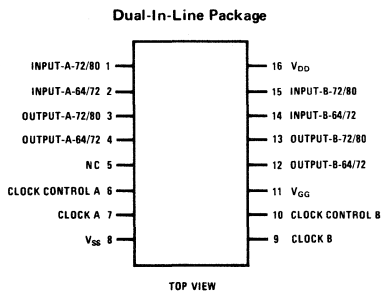 Dual-In-Line Package
INPUT-A-72/80 1
INPUT-A-64/72 2
OUTPUT-A-72/80 3
OUTPUT-A-64/72 4
NC 5
CLOCK CONTROL A 6
CLOCK A 7
VSS 8
16 VDD
15 INPUT-B-72/80
14 INPUT-B-64/72
13 OUTPUT-B-72/80
12 OUTPUT-B-64/72
11 VGG
10 CLOCK CONTROL B
9 CLOCK B
TOP VIEW